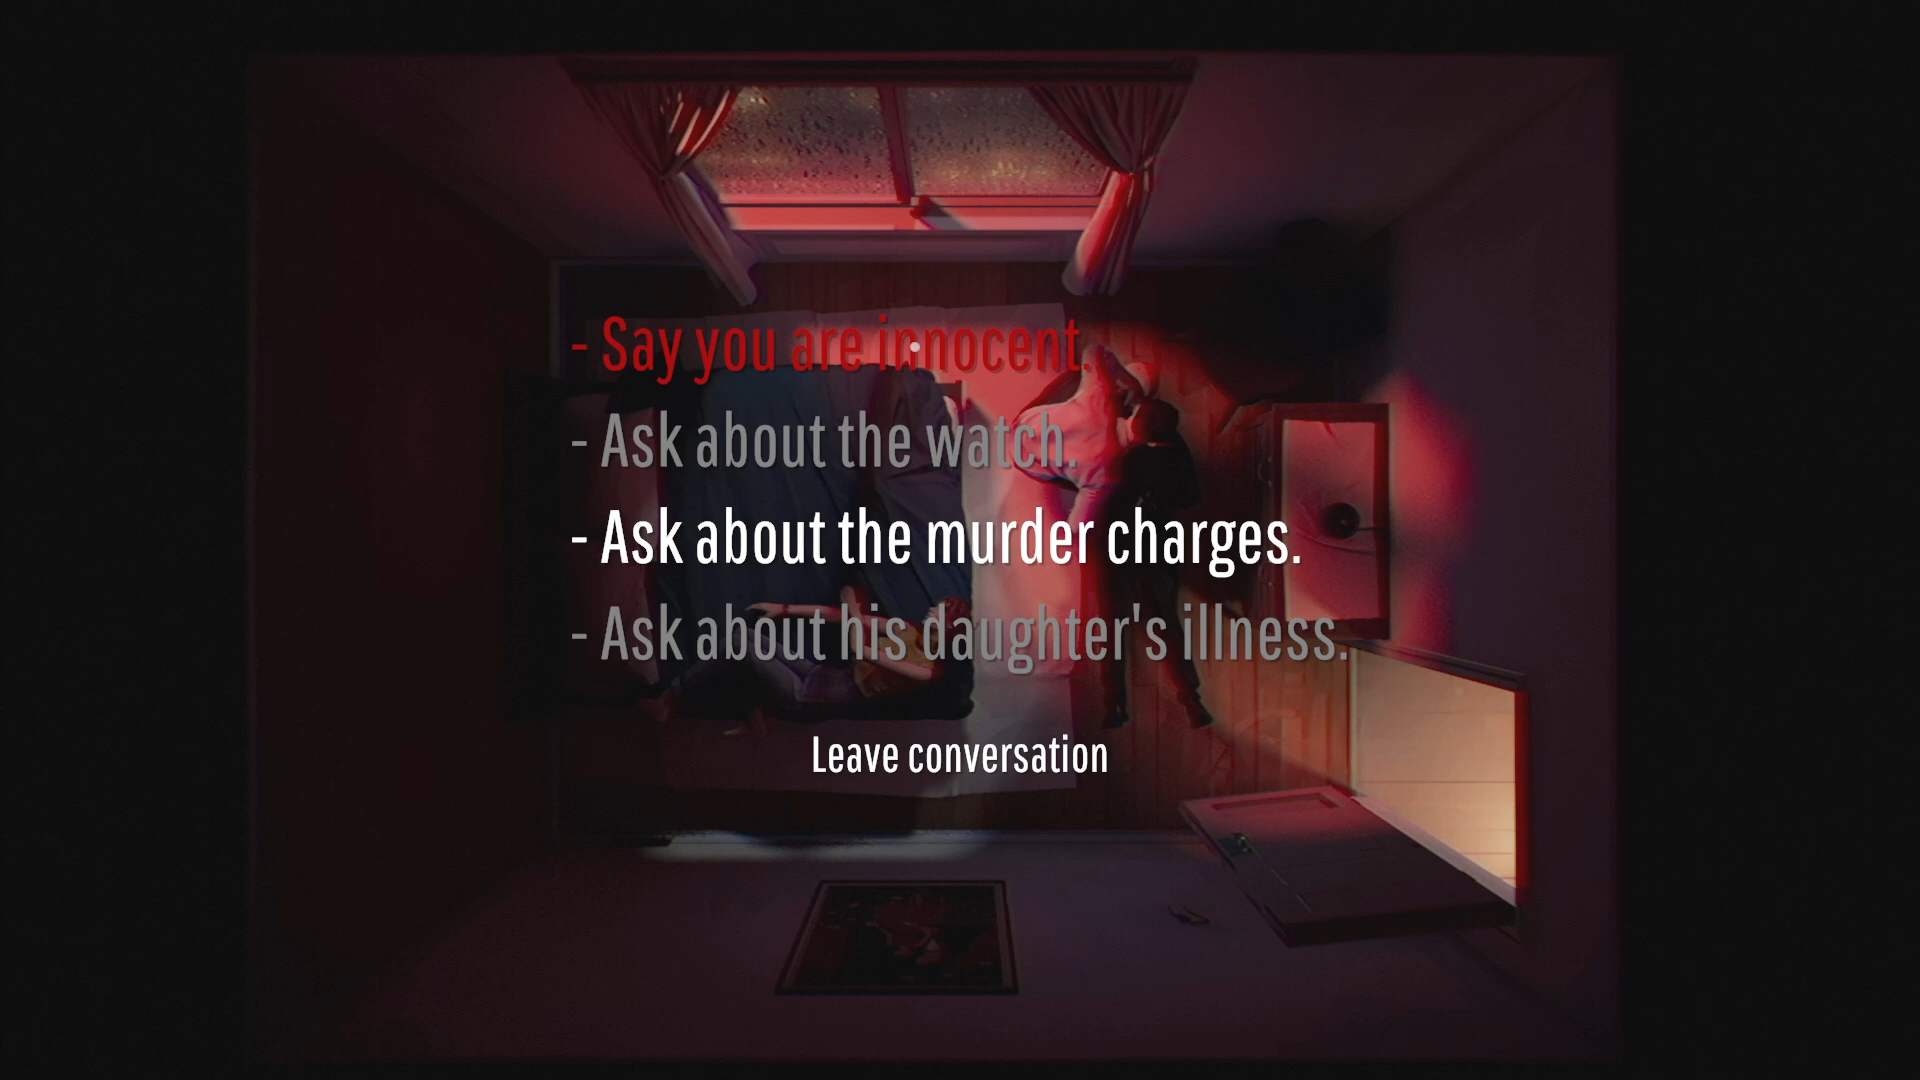 - Say you are innocent.
- Ask about the watch.
- Ask about the murder charges.
- Ask about his daughter's illness.
Leave conversation